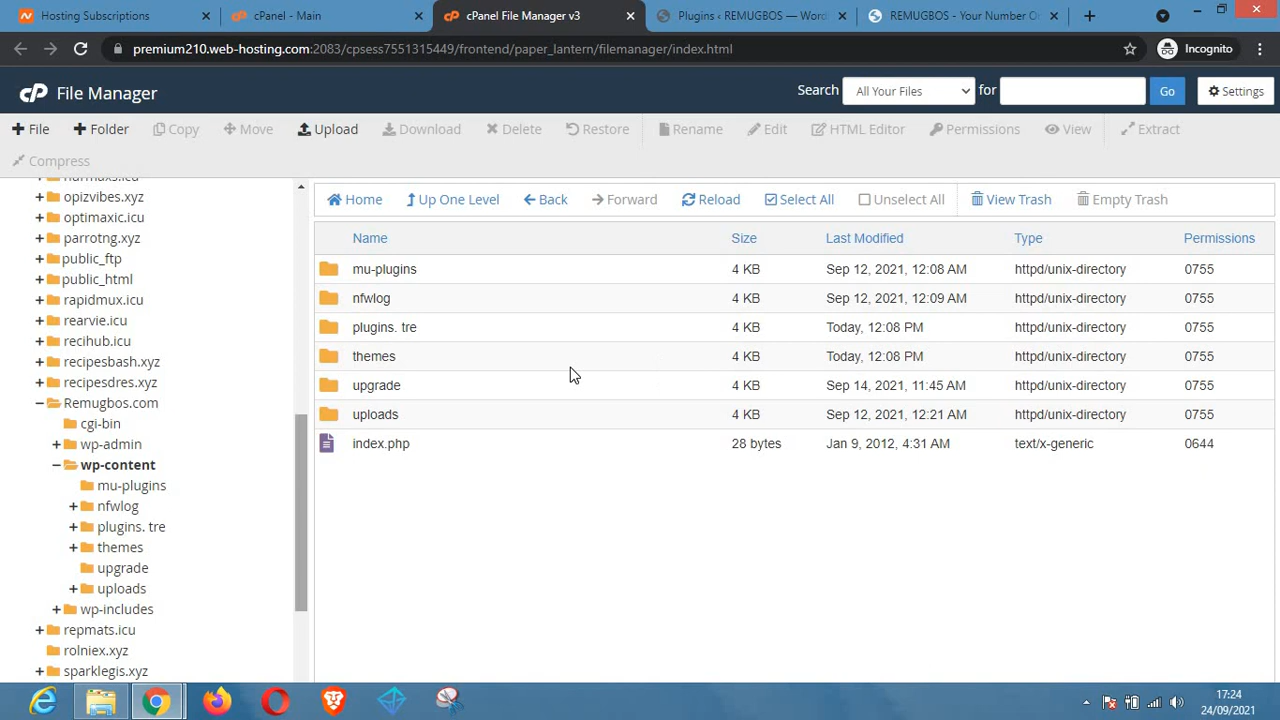 Hosting Subscriptions
cPanel - Main
cPanel File Manager v3
Plugins ‹ REMUGBOS — Word
REMUGBOS - Your Number O
premium210.web-hosting.com:2083/cpsess7551315449/frontend/paper_lantern/filemanager/index.html
Incognito
cP File Manager
Search All Your Files for Go Settings
File Folder Copy Move Upload Download Delete Restore Rename Edit HTML Editor Permissions View Extract
Compress
nurmaxs.icu
opizvibes.xyz
optimaxic.icu
parrotng.xyz
public_ftp
public_html
rapidmux.icu
rearvie.icu
recihub.icu
recipesbash.xyz
recipesdres.xyz
Remugbos.com
cgi-bin
wp-admin
wp-content
mu-plugins
nfwlog
plugins. tre
themes
upgrade
uploads
wp-includes
repmats.icu
rolniex.xyz
sparklegis.xyz
Home Up One Level Back Forward Reload Select All Unselect All View Trash Empty Trash
Name Size Last Modified Type Permissions
mu-plugins 4 KB Sep 12, 2021, 12:08 AM httpd/unix-directory 0755
nfwlog 4 KB Sep 12, 2021, 12:09 AM httpd/unix-directory 0755
plugins. tre 4 KB Today, 12:08 PM httpd/unix-directory 0755
themes 4 KB Today, 12:08 PM httpd/unix-directory 0755
upgrade 4 KB Sep 14, 2021, 11:45 AM httpd/unix-directory 0755
uploads 4 KB Sep 12, 2021, 12:21 AM httpd/unix-directory 0755
index.php 28 bytes Jan 9, 2012, 4:31 AM text/x-generic 0644
17:24
24/09/2021